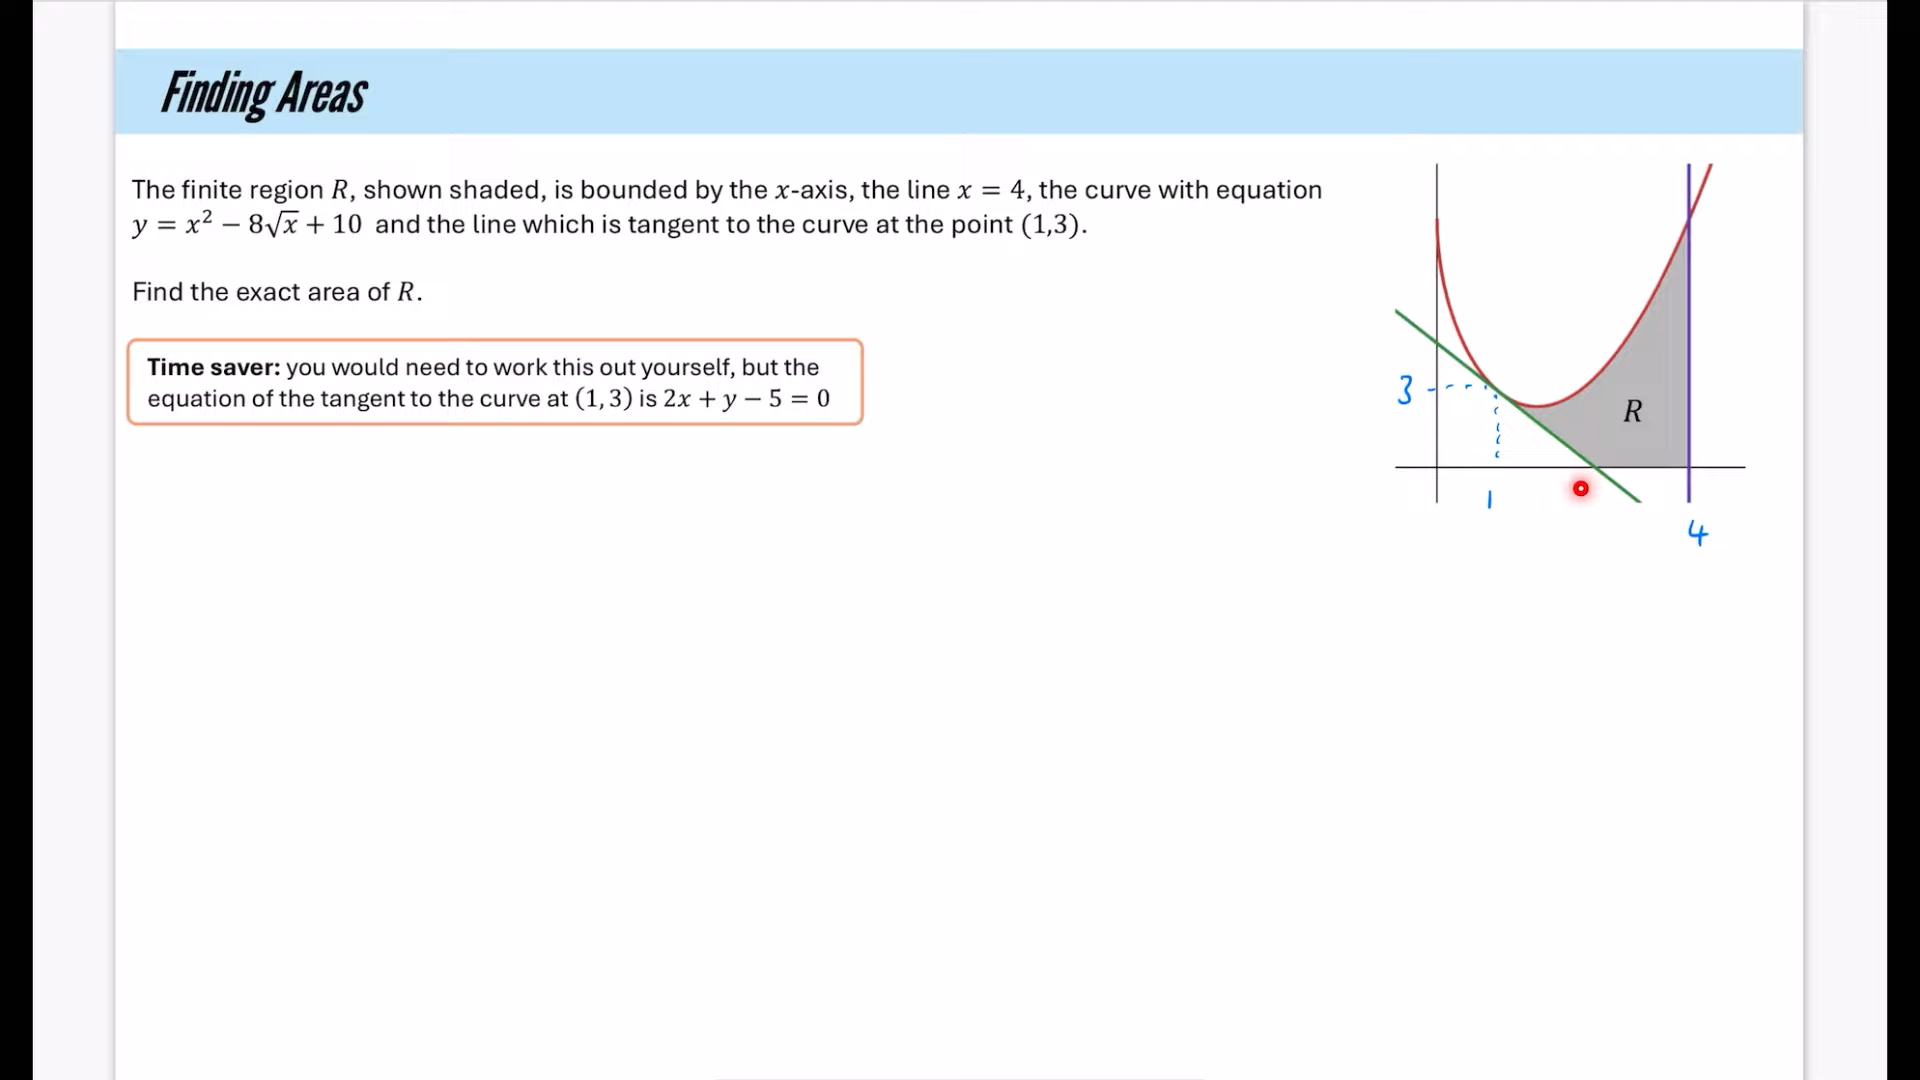 Finding Areas
The finite region R, shown shaded, is bounded by the x-axis, the line x = 4, the curve with equation
y = x² − 8√x + 10 and the line which is tangent to the curve at the point (1,3).
Find the exact area of R.
Time saver: you would need to work this out yourself, but the
equation of the tangent to the curve at (1, 3) is 2x + y − 5 = 0
3
R
1
4